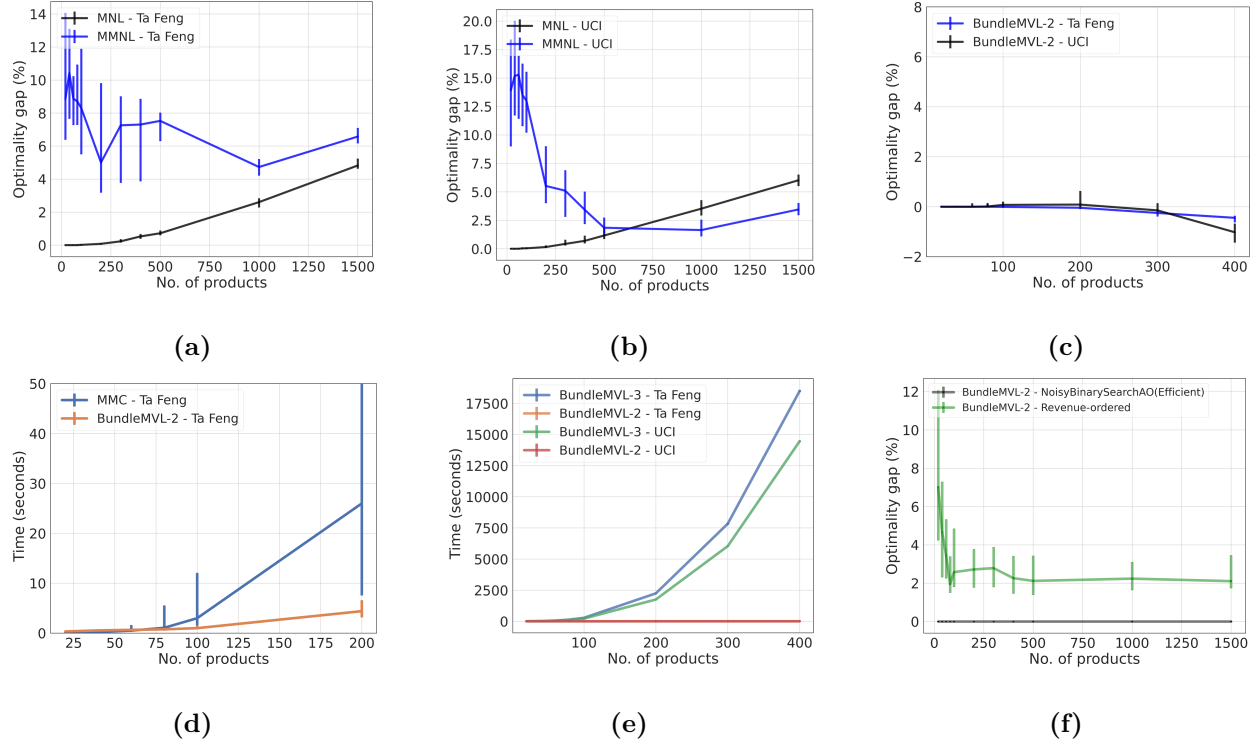 MNL - Ta Feng
MMNL - Ta Feng
Optimality gap (%)
14
12
10
8
6
4
2
0
0 250 500 750 1000 1250 1500
No. of products
(a)
MNL - UCI
MMNL - UCI
Optimality gap (%)
20.0
17.5
15.0
12.5
10.0
7.5
5.0
2.5
0.0
0 250 500 750 1000 1250 1500
No. of products
(b)
BundleMVL-2 - Ta Feng
BundleMVL-2 - UCI
Optimality gap (%)
8
6
4
2
0
−2
100 200 300 400
No. of products
(c)
MMC - Ta Feng
BundleMVL-2 - Ta Feng
Time (seconds)
50
40
30
20
10
0
25 50 75 100 125 150 175 200
No. of products
(d)
BundleMVL-3 - Ta Feng
BundleMVL-2 - Ta Feng
BundleMVL-3 - UCI
BundleMVL-2 - UCI
Time (seconds)
17500
15000
12500
10000
7500
5000
2500
0
100 200 300 400
No. of products
(e)
BundleMVL-2 - NoisyBinarySearchAO(Efficient)
BundleMVL-2 - Revenue-ordered
Optimality gap (%)
12
10
8
6
4
2
0
0 250 500 750 1000 1250 1500
No. of products
(f)